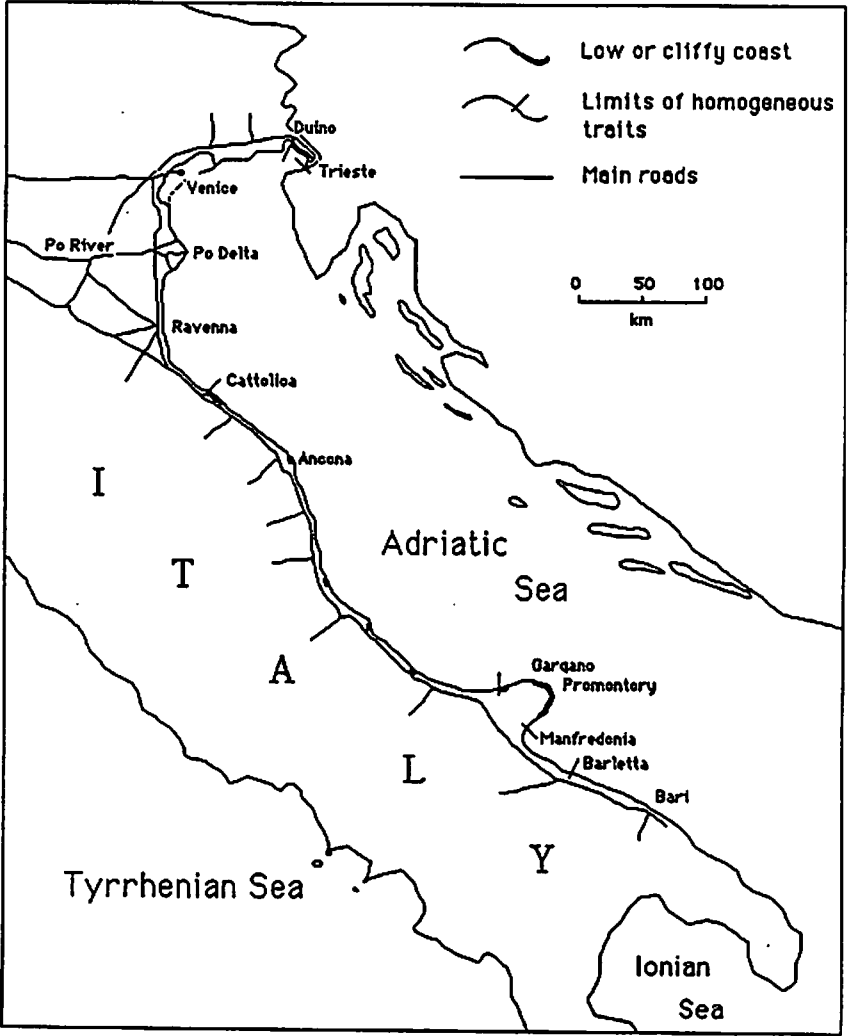 Low or cliffy coast
Limits of homogeneous
traits
Main roads
0 50 100
km
Duino
Trieste
Venice
Po River
Po Delta
Ravenna
Cattolica
Ancona
I
T
A
L
Y
Adriatic
Sea
Gargano
Promontory
Manfredonia
Barletta
Bari
Tyrrhenian Sea
Ionian
Sea